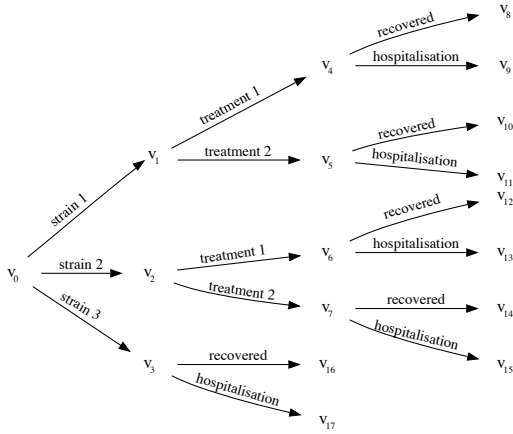 v8
recovered
v4
hospitalisation
v9
treatment 1
v10
recovered
v1
treatment 2
v5
hospitalisation
v11
v12
strain 1
recovered
treatment 1
v6
hospitalisation
v13
v0
strain 2
v2
treatment 2
recovered
v7
v14
strain 3
hospitalisation
recovered
v3
v16
v15
hospitalisation
v17